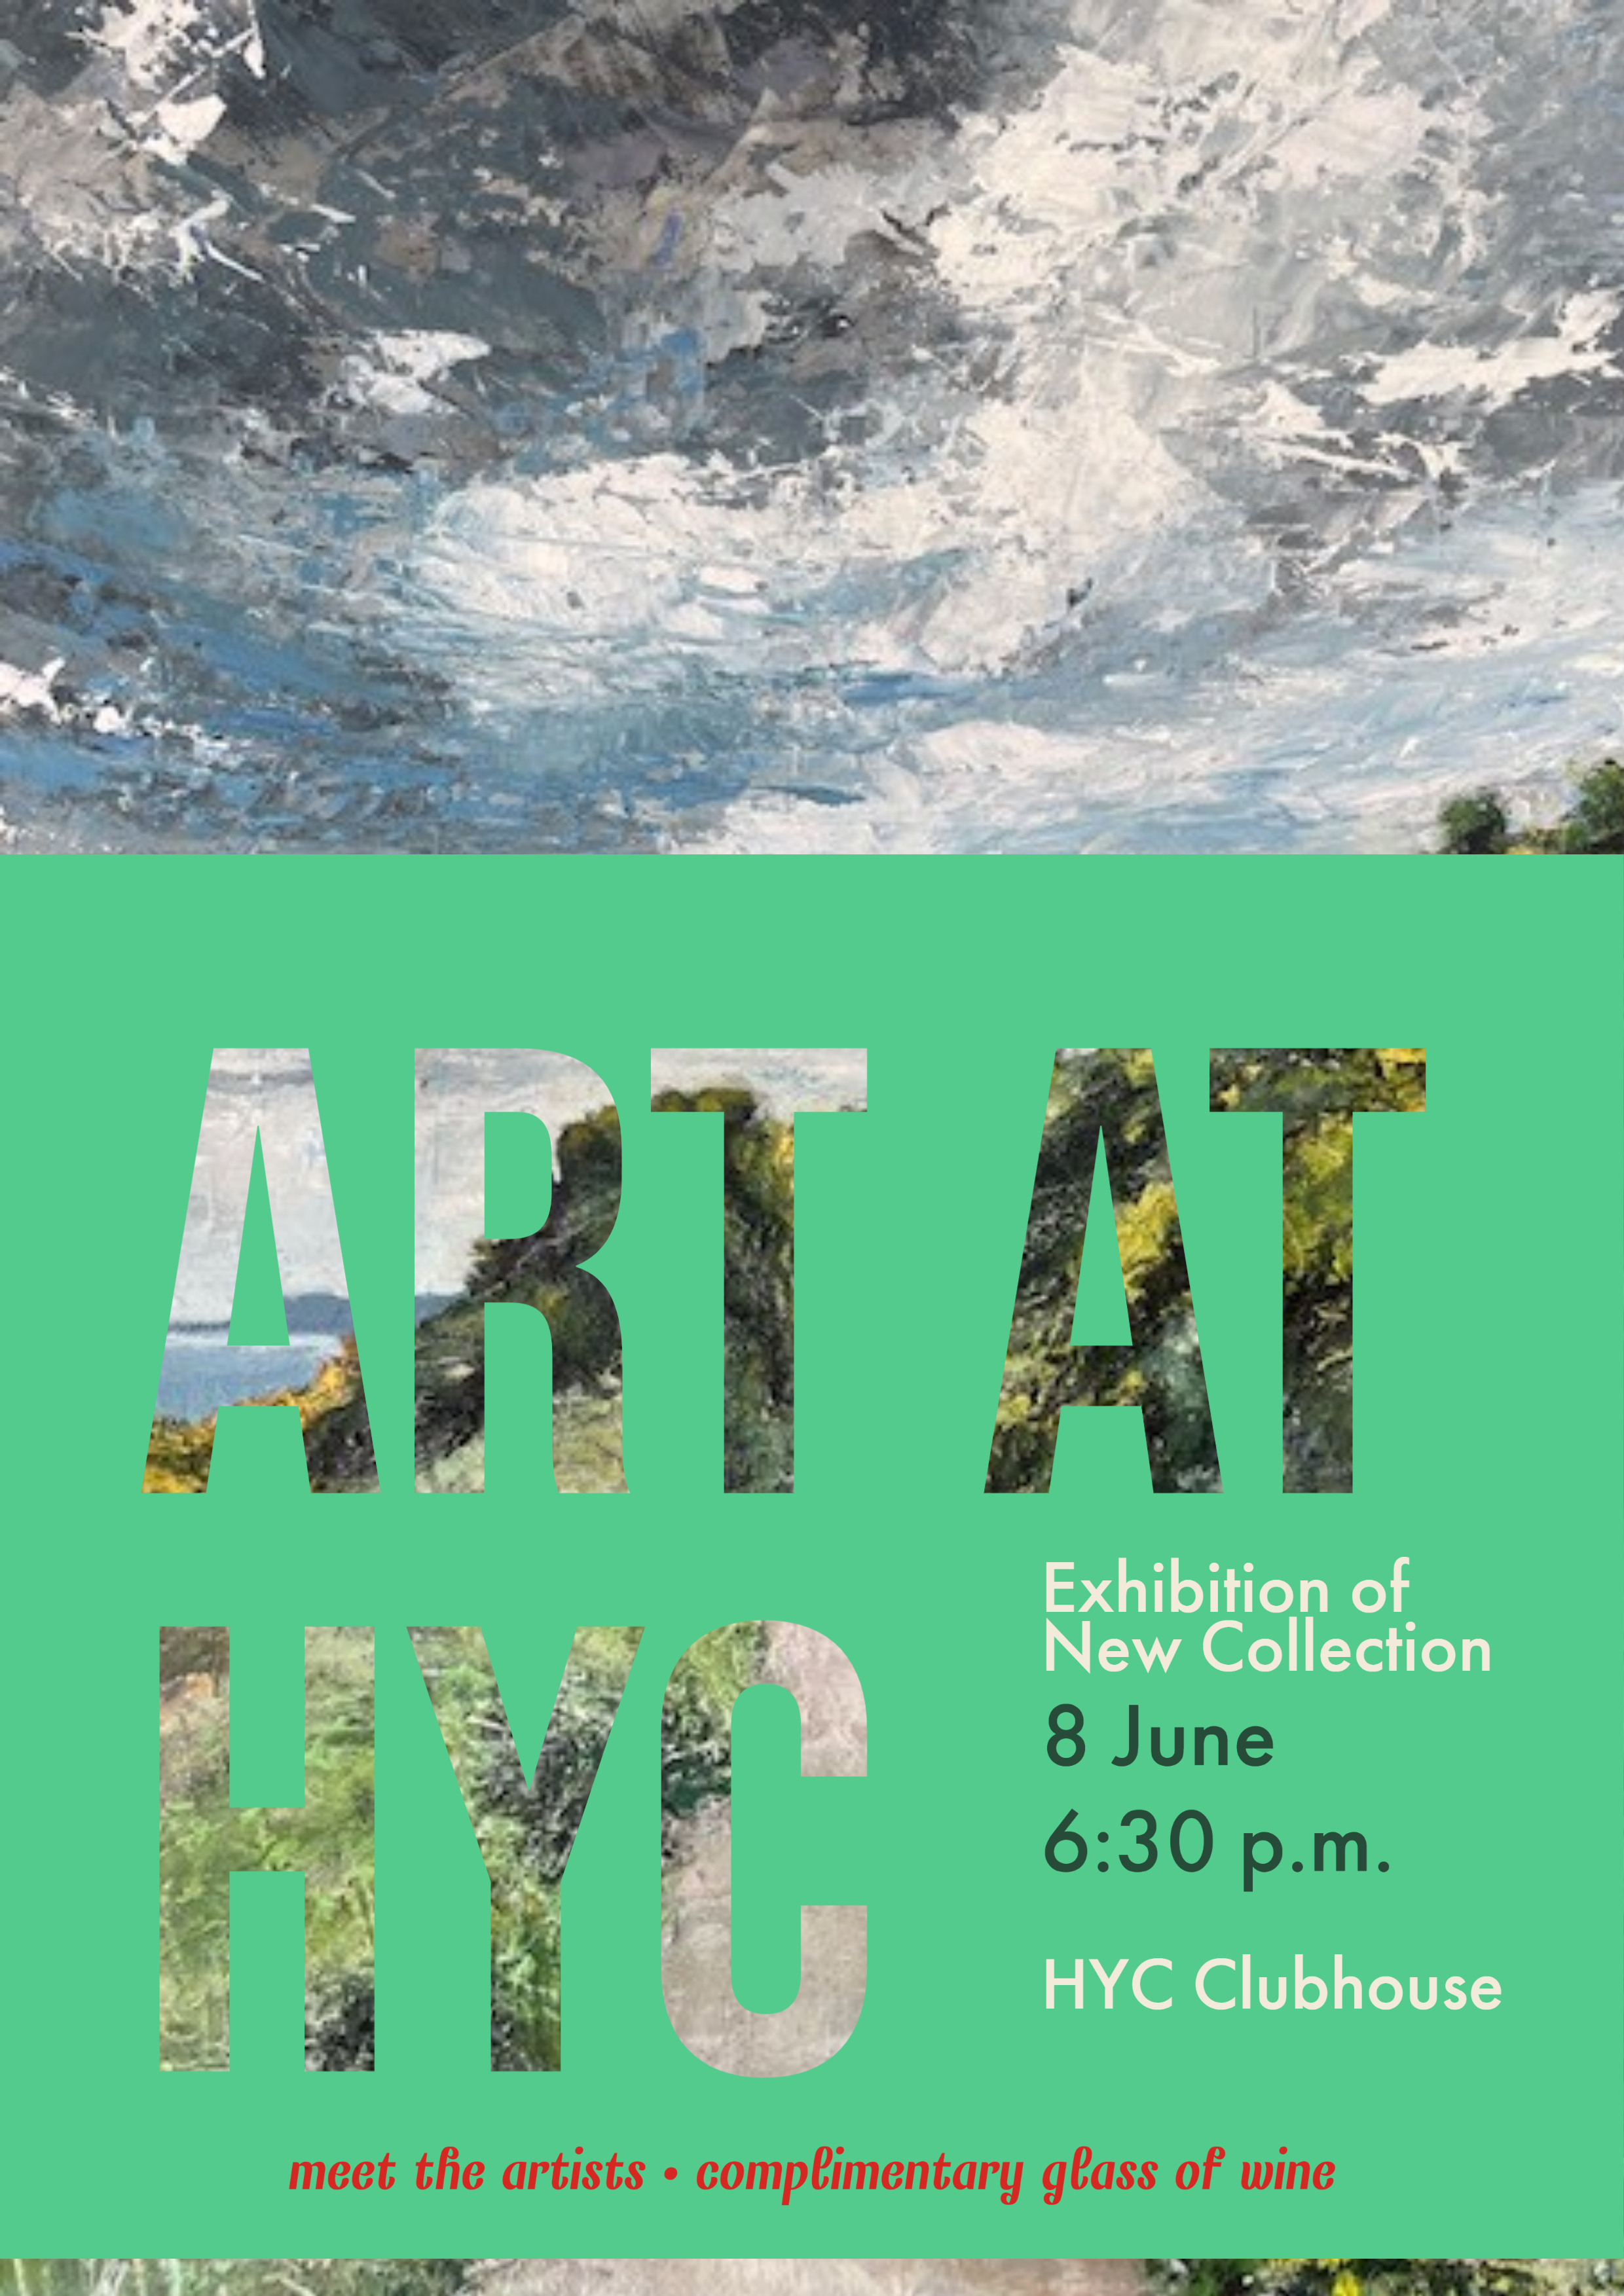 ART AT
HYC
Exhibition of
New Collection
8 June
6:30 p.m.
HYC Clubhouse
meet the artists • complimentary glass of wine